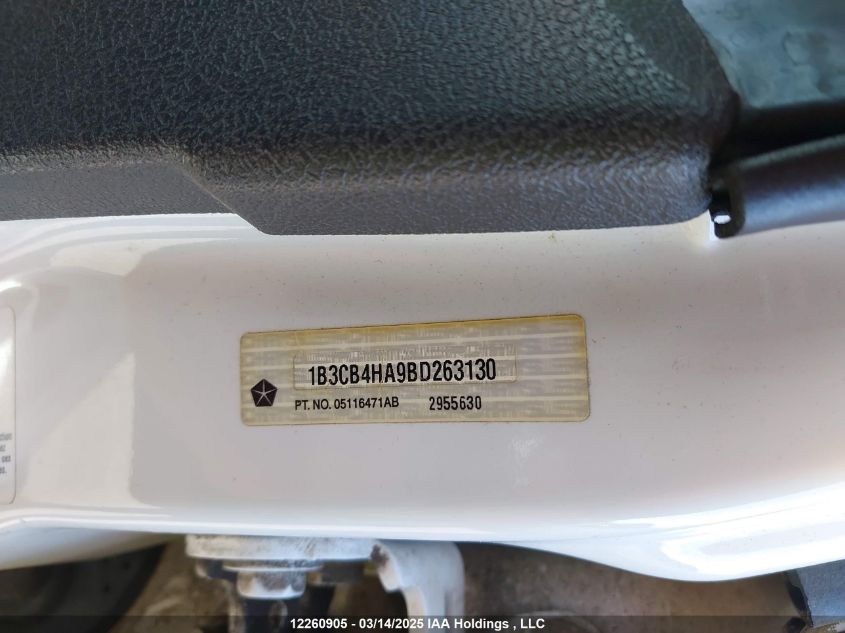 1B3CB4HA9BD263130
PT. NO. 05116471AB 2955630
12260905 - 03/14/2025 IAA Holdings , LLC